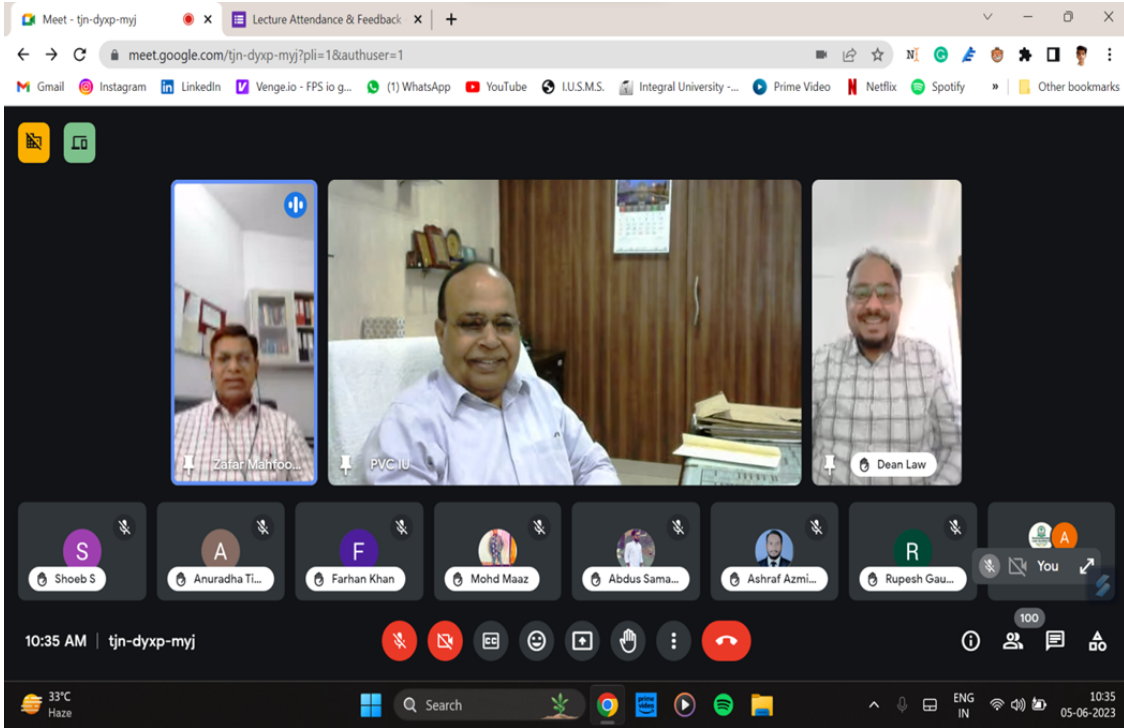 Meet - tjn-dyxp-myj
Lecture Attendance & Feedback
meet.google.com/tjn-dyxp-myj?pli=1&authuser=1
Gmail Instagram LinkedIn Venge.io - FPS io g... (1) WhatsApp YouTube I.U.S.M.S. Integral University -... Prime Video Netflix Spotify » Other bookmarks
Zafar Mahfoo...
PVC IU
Dean Law
S A F R A
Shoeb S
Anuradha Ti...
Farhan Khan
Mohd Maaz
Abdus Sama...
Ashraf Azmi...
Rupesh Gau...
You
10:35 AM | tjn-dyxp-myj
CC
100
33°C
Haze
Search
prime video
ENG
IN
10:35
05-06-2023